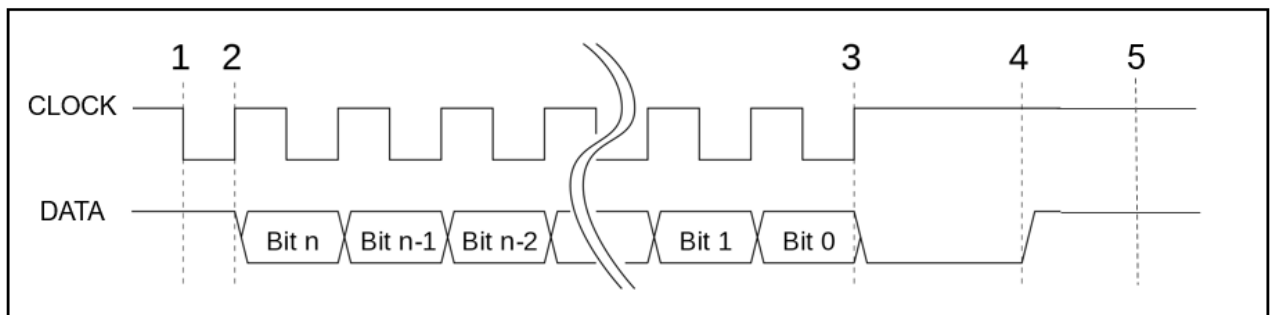 1 2 3 4 5
CLOCK
DATA Bit n Bit n-1 Bit n-2 Bit 1 Bit 0